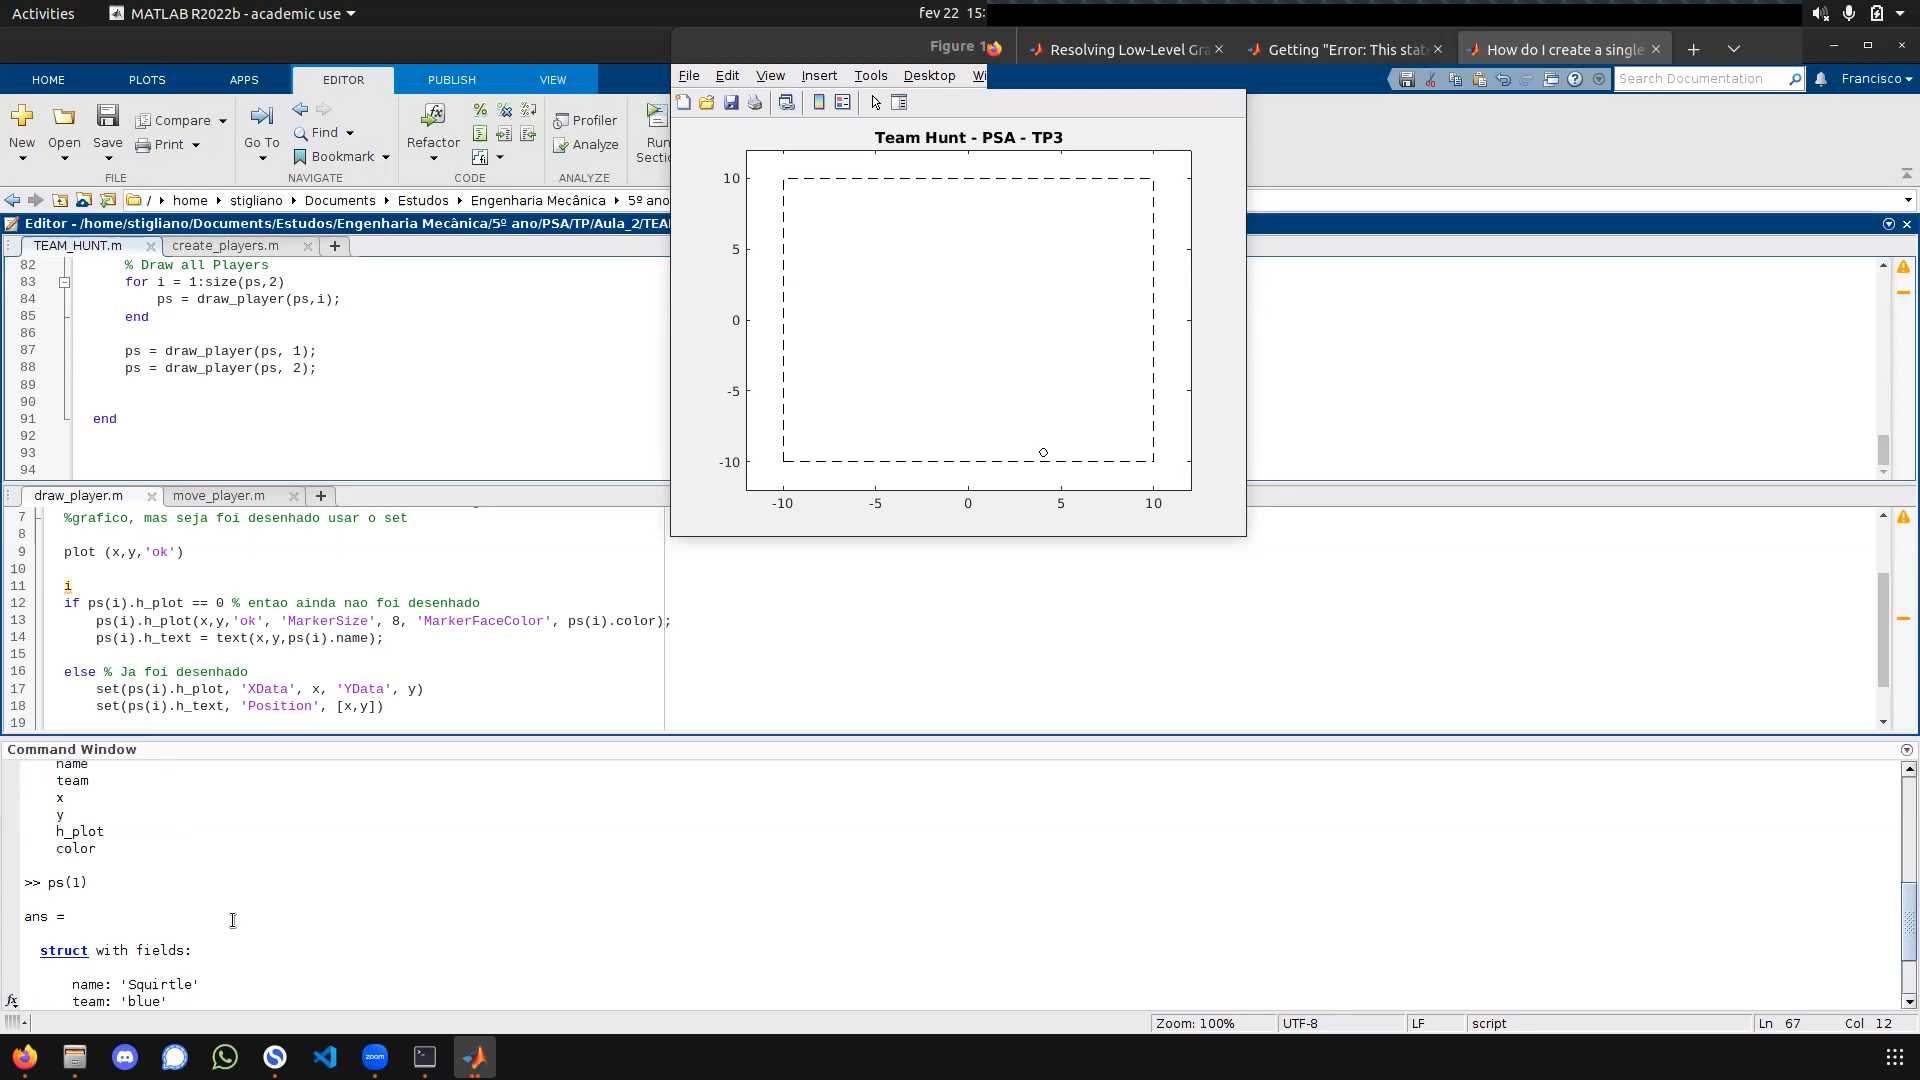 Activities
MATLAB R2022b - academic use
fev 22 15:
Figure 1
Resolving Low-Level Gra
Getting "Error: This stat
How do I create a single
HOME
PLOTS
APPS
EDITOR
PUBLISH
VIEW
File
Edit
View
Insert
Tools
Desktop
Wi
Search Documentation
Francisco
New
Open
Save
Compare
Print
Go To
Find
Bookmark
Refactor
Profiler
Analyze
Run
Sectio
FILE
NAVIGATE
CODE
ANALYZE
/ home stigliano Documents Estudos Engenharia Mecânica 5º ano
Editor - /home/stigliano/Documents/Estudos/Engenharia Mecânica/5º ano/PSA/TP/Aula_2/TEA
TEAM_HUNT.m
create_players.m
82 % Draw all Players
83 for i = 1:size(ps,2)
84 ps = draw_player(ps,i);
85 end
86
87 ps = draw_player(ps, 1);
88 ps = draw_player(ps, 2);
89
90
91 end
92
93
94
Team Hunt - PSA - TP3
10
5
0
-5
-10
-10
-5
0
5
10
draw_player.m
move_player.m
7 %grafico, mas seja foi desenhado usar o set
8
9 plot (x,y,'ok')
10
11 i
12 if ps(i).h_plot == 0 % entao ainda nao foi desenhado
13 ps(i).h_plot(x,y,'ok', 'MarkerSize', 8, 'MarkerFaceColor', ps(i).color);
14 ps(i).h_text = text(x,y,ps(i).name);
15
16 else % Ja foi desenhado
17 set(ps(i).h_plot, 'XData', x, 'YData', y)
18 set(ps(i).h_text, 'Position', [x,y])
19
Command Window
name
team
x
y
h_plot
color
>> ps(1)
ans =
struct with fields:
name: 'Squirtle'
team: 'blue'
fx
Zoom: 100%
UTF-8
LF
script
Ln 67
Col 12
zoom